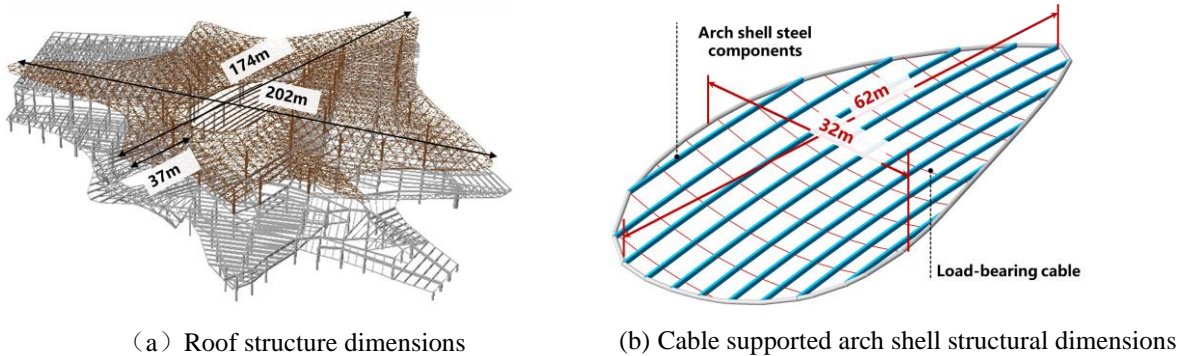 174m
202m
37m
Arch shell steel
components
62m
32m
Load-bearing cable
（a）Roof structure dimensions
(b) Cable supported arch shell structural dimensions